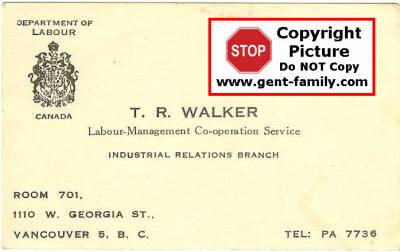 DEPARTMENT OF
LABOUR
CANADA
STOP
Copyright
Picture
Do NOT Copy
www.gent-family.com
T. R. WALKER
Labour-Management Co-operation Service
INDUSTRIAL RELATIONS BRANCH
ROOM 701,
1110 W. GEORGIA ST.,
VANCOUVER 5, B. C.
TEL: PA 7736